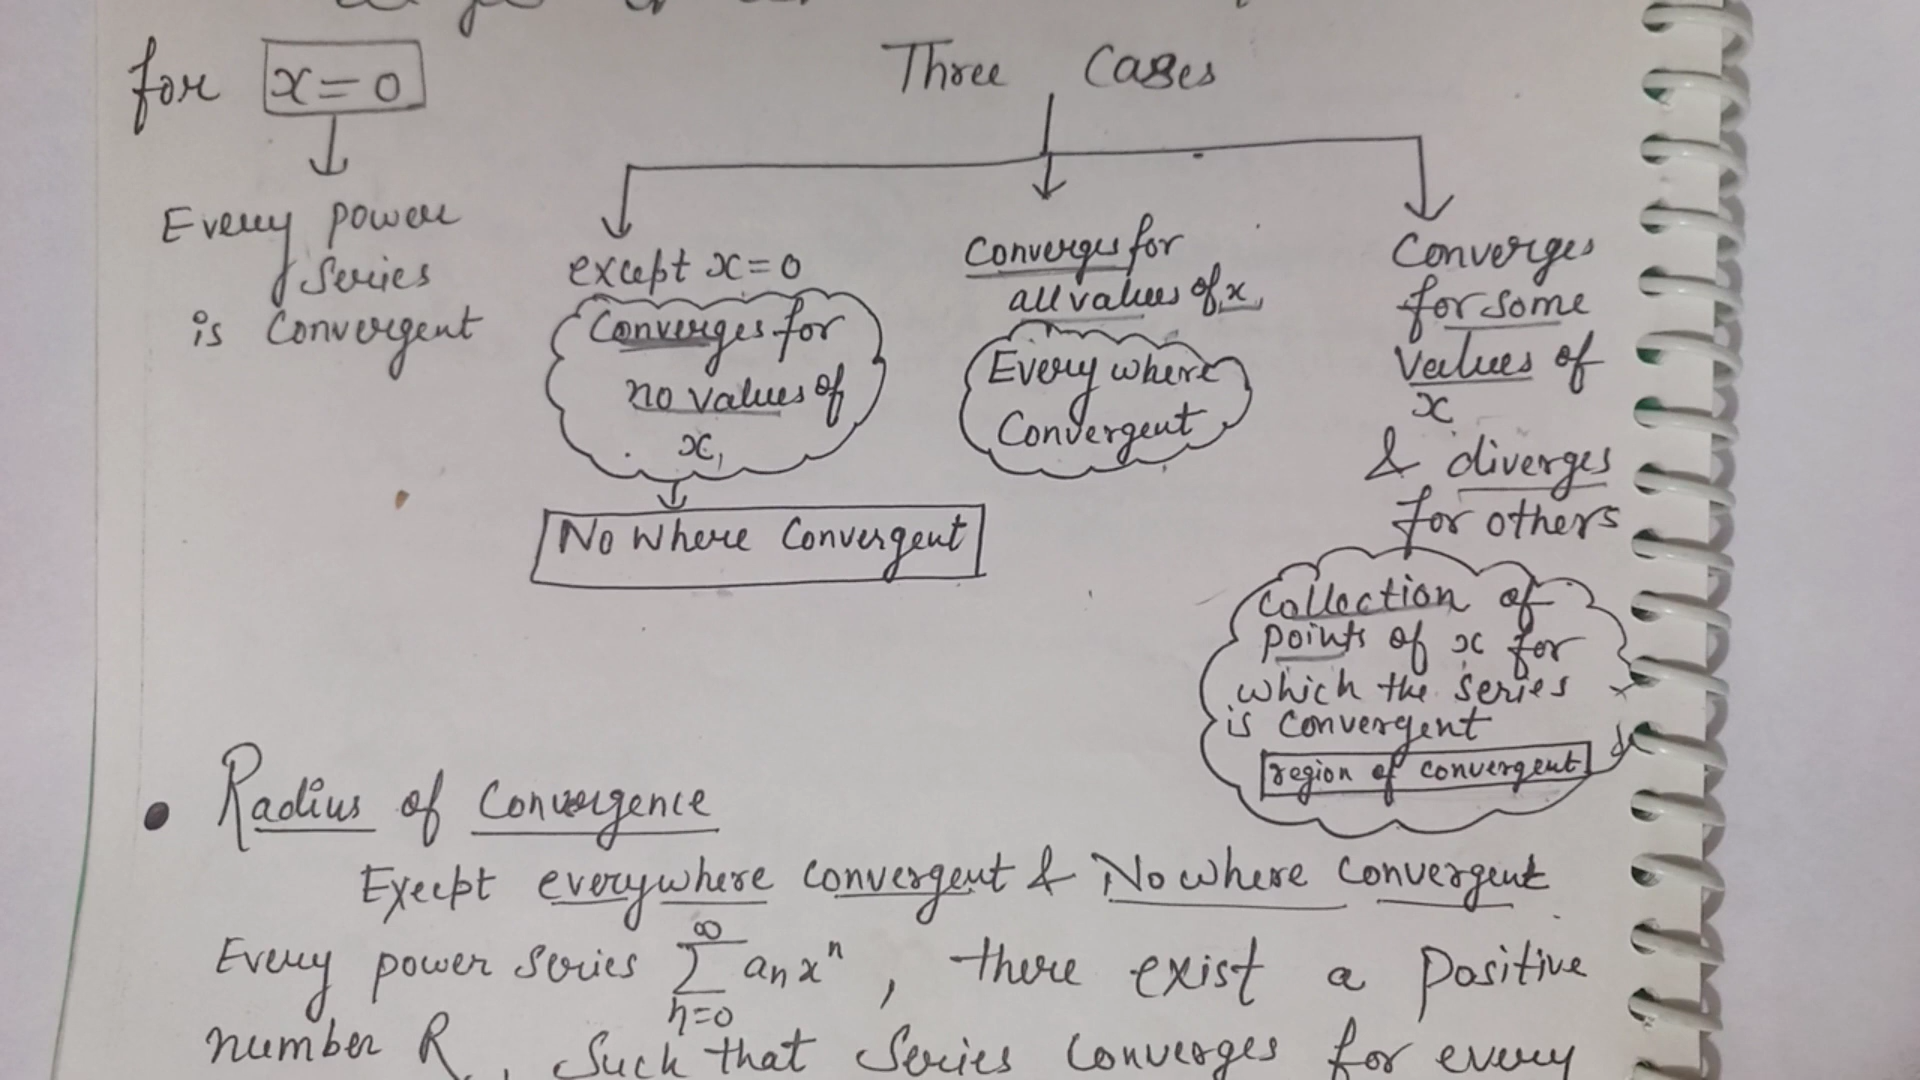 for x=0
Every power
series
is Convergent
Three Cases
except x=0
Converges for
no values of
x,
No Where Convergent
Converges for
all values of x,
Every where
Convergent
Converges
for some
Values of
x
& diverges
for others
Collection of
points of x for
which the series
is convergent
region of convergent
• Radius of Convergence
Except everywhere convergent & No where convergent
Every power series ∑_{n=0}^{∞} a_n x^n, there exist a positive
number R, Such that Series converges for every